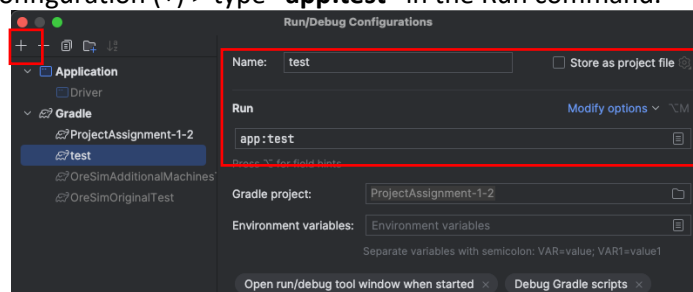 onfiguration (+) > type "app:test" in the Run command.
Run/Debug Configurations
Application
Driver
Gradle
ProjectAssignment-1-2
test
OreSimAdditionalMachines
OreSimOriginalTest
Name: test
Store as project file
Run
Modify options ⌥M
app:test
Press ⌥ for field hints
Gradle project: ProjectAssignment-1-2
Environment variables: Environment variables
Separate variables with semicolon: VAR=value; VAR1=value1
Open run/debug tool window when started × Debug Gradle scripts ×